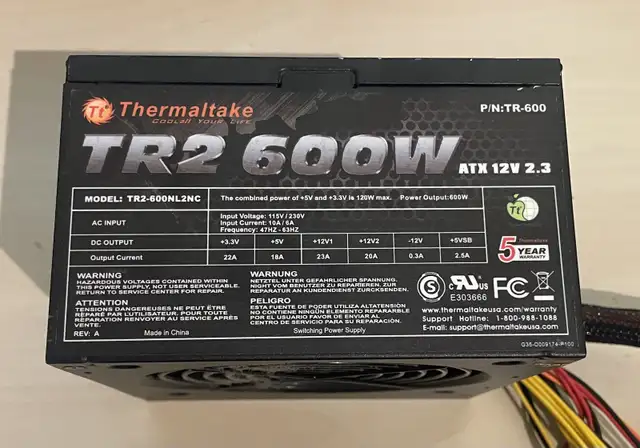 Thermaltake
COOLall YOUR LIFE
P/N:TR-600
TR2 600W
ATX 12V 2.3
MODEL: TR2-600NL2NC The combined power of +5V and +3.3V is 120W max. Power Output:600W
AC INPUT
Input Voltage: 115V / 230V
Input Current: 10A / 6A
Frequency: 47HZ - 63HZ
DC OUTPUT +3.3V +5V +12V1 +12V2 -12V +5VSB
Output Current 22A 18A 23A 20A 0.3A 2.5A
Tt
Thermaltake
5 YEAR
WARRANTY
WARNING
HAZARDOUS VOLTAGES CONTAINED WITHIN
THIS POWER SUPPLY, NOT USER SERVICEABLE.
RETURN TO SERVICE CENTER FOR REPAIR.
ATTENTION
TENSIONS DANGEREUSES NE PEUT ÊTRE
RÉPARÉ PAR L'UTILISATEUR. POUR TOUTE
RÉPARATION RENVOYER AU SERVICE APRÈS
VENTE.
REV: A Made in China
WARNUNG
NETZTEIL UNTER GEFÄHRLICHER SPANNUNG.
NIGHT VOM BENUTZER ZU REPARIEREN. ZUR
REPARATUR AN KUNDENDIENST ZURÜCKSENDEN.
PELIGRO
ESTA FUENTE DE PODER UTILIZA ALTATENSIÓN
NO CONTIENE NINGÚN ELEMENTO REPARARBLE
POR EL USUARIO FAVOR DE ENVIAR AL
CENTRO DE SERVICIO PARA SU REPARACIÓN.
Switching Power Supply
S
c RU US
E303666
FC
www.thermaltakeusa.com/warranty
Support Hotline: 1-800-988-1088
E-mail: support@thermaltakeusa.com